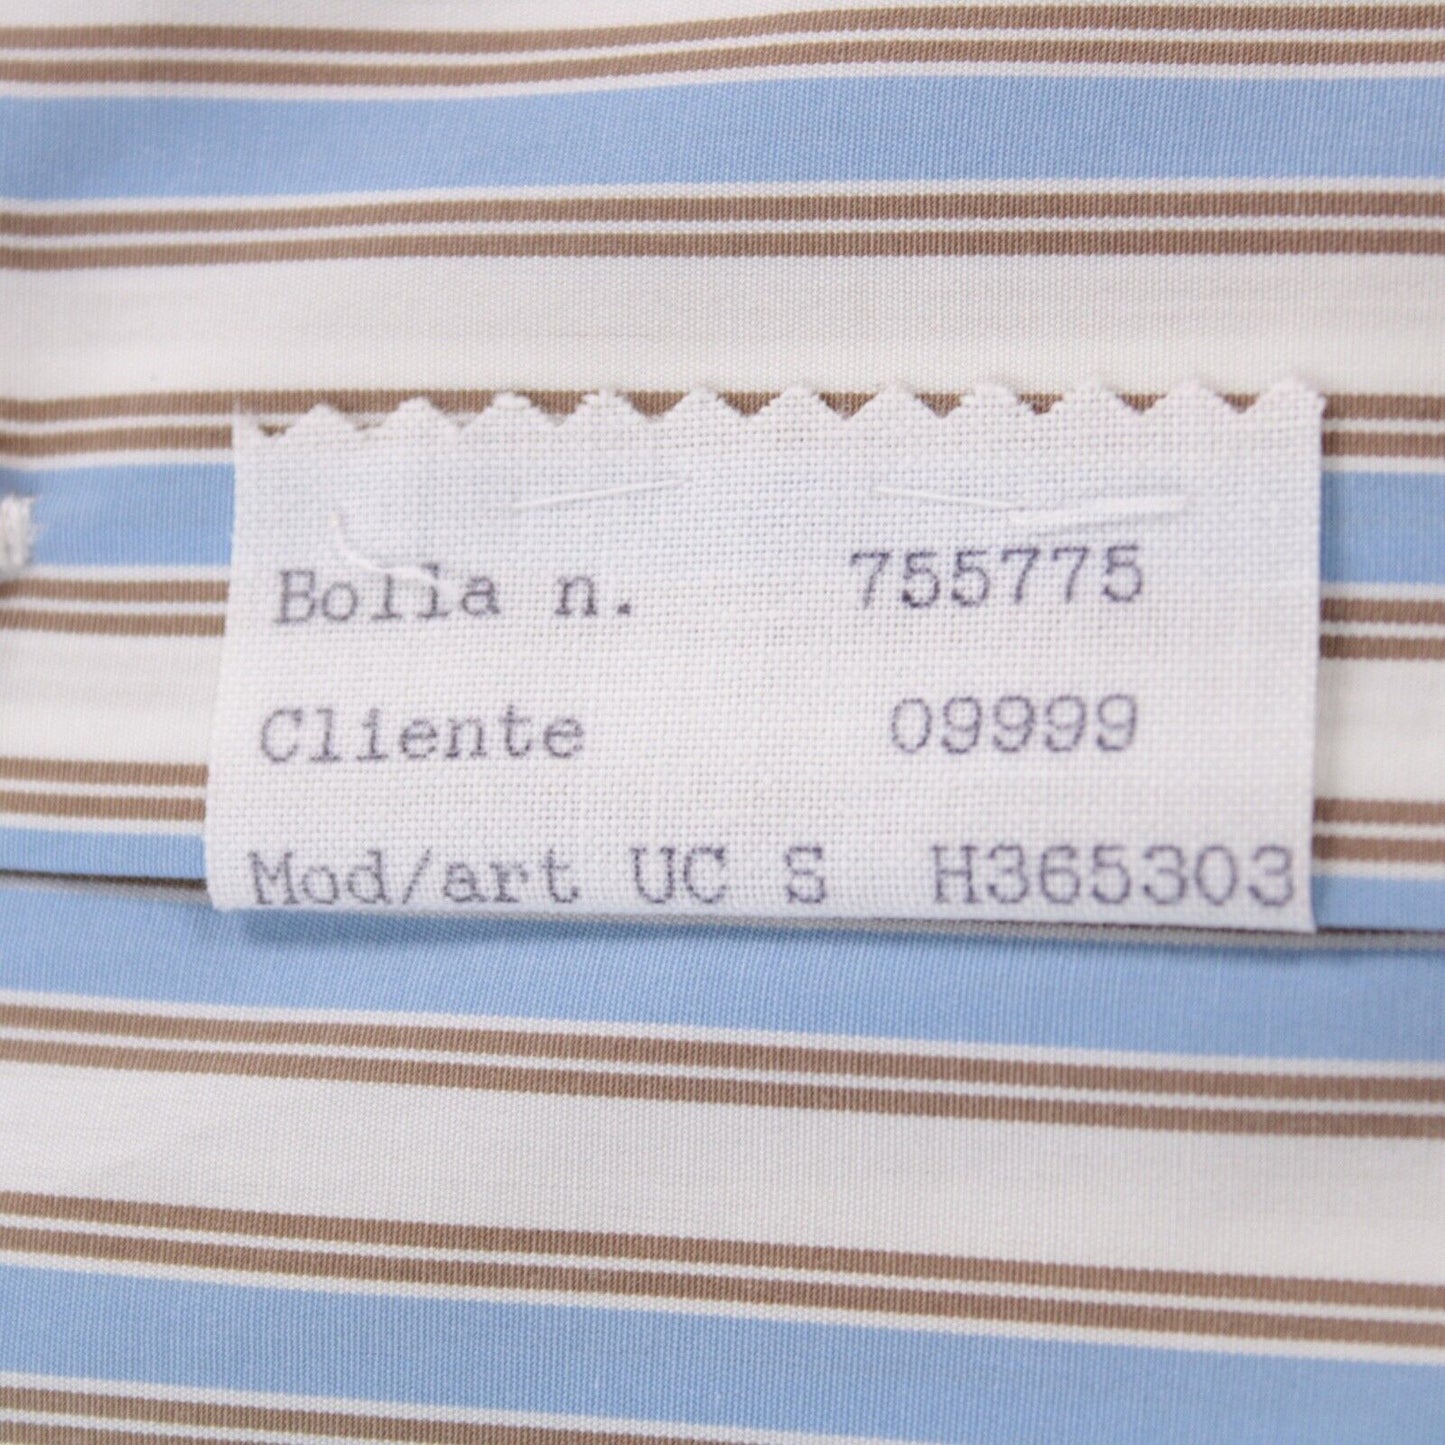 Bolla n. 755775
Cliente 09999
Mod/art UC S H365303